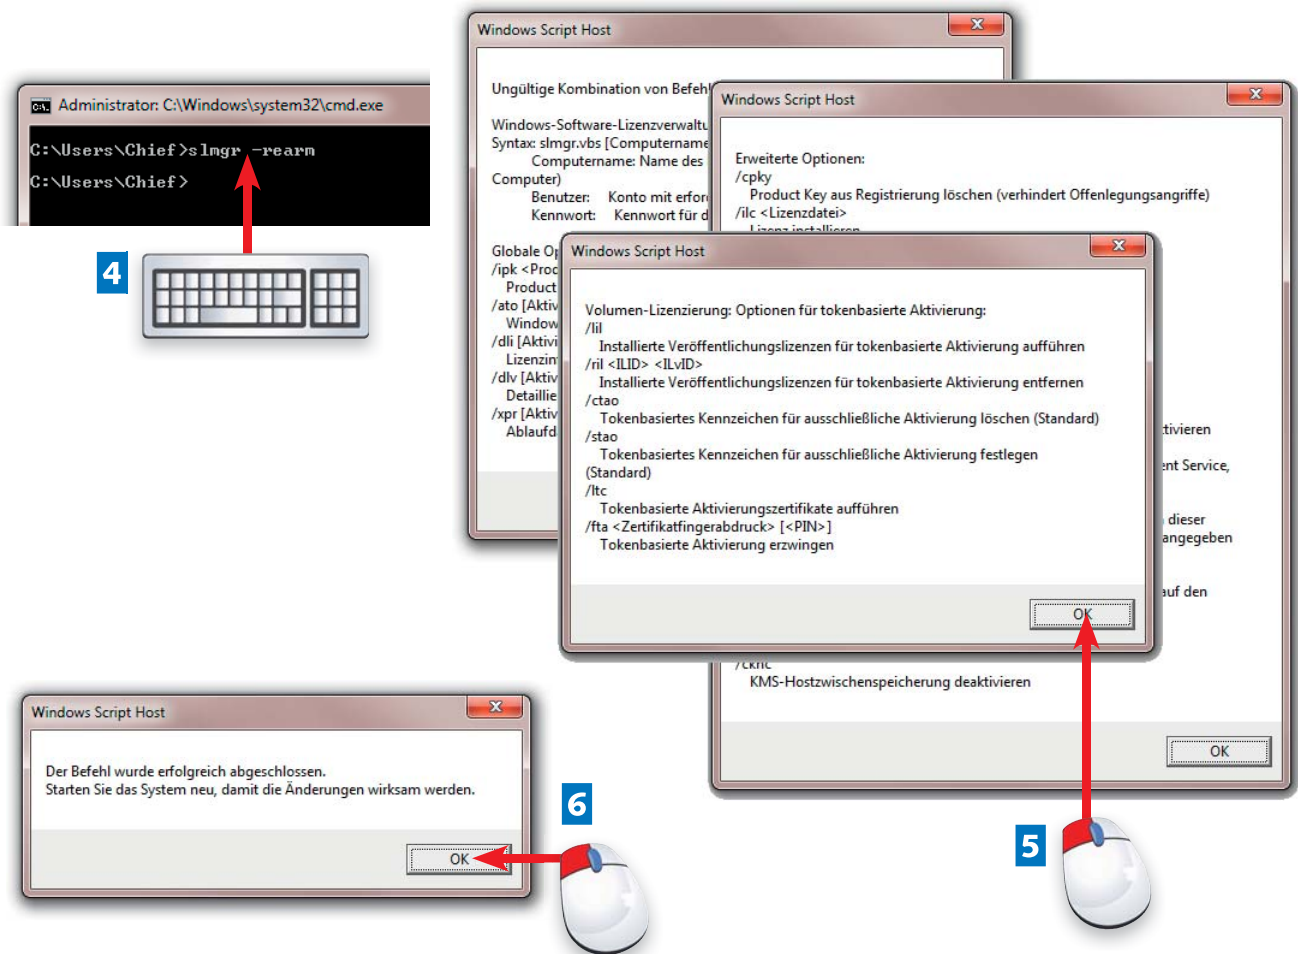 Administrator: C:\Windows\system32\cmd.exe
C:\Users\Chief>slmgr -rearm
C:\Users\Chief>
4
Windows Script Host
Ungültige Kombination von
Windows-Software-Lizenzverwaltu
Syntax: slmgr.vbs [Computername
Computername: Name des
Computer)
Benutzer: Konto mit
Kennwort: Kennwort für
Globale
/ipk
Product
/ato [Aktiv
Window
/dli [Aktivi
/dlv [Aktiv
Detaillie
/xpr [Aktiv
Windows Script Host
Erweiterte Optionen:
/cpky
Product Key aus Registrierung löschen (verhindert Offenlegungsangriffe)
/ilc <Lizenzdatei>
Lizenz installieren
tivieren
ent Service,
dieser
angegeben
auf den
KMS-Hostzwischenspeicherung deaktivieren
OK
Windows Script Host
Volumen-Lizenzierung: Optionen für tokenbasierte Aktivierung:
/lil
Installierte Veröffentlichungslizenzen für tokenbasierte Aktivierung aufführen
/ril <ILID> <ILvID>
Installierte Veröffentlichungslizenzen für tokenbasierte Aktivierung entfernen
/ctao
Tokenbasiertes Kennzeichen für ausschließliche Aktivierung löschen (Standard)
/stao
Tokenbasiertes Kennzeichen für ausschließliche Aktivierung festlegen
(Standard)
/ltc
Tokenbasierte Aktivierungszertifikate aufführen
/fta <Zertifikatfingerabdruck> [<PIN>]
Tokenbasierte Aktivierung erzwingen
OK
5
Windows Script Host
Der Befehl wurde erfolgreich abgeschlossen.
Starten Sie das System neu, damit die Änderungen wirksam werden.
OK
6